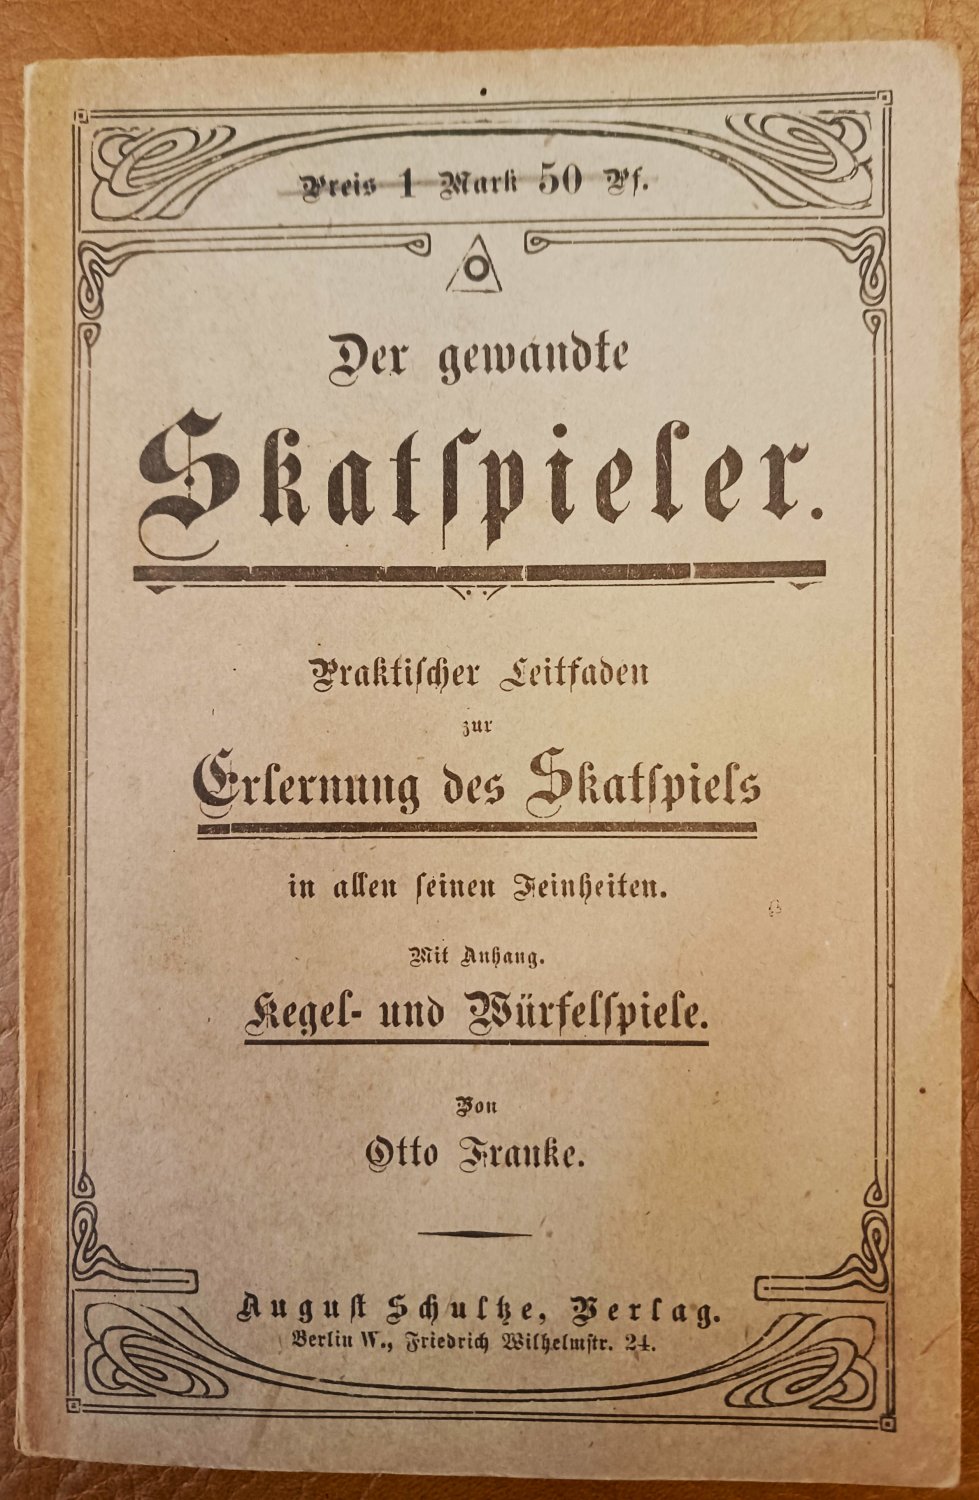 Preis 1 Mark 50 Pf.
Der gewandte
Skatſpieler.
Praktiſcher Leitfaden
zur
Erlernung des Skatſpiels
in allen ſeinen Feinheiten.
Mit Anhang.
Kegel- und Würfelſpiele.
Von
Otto Franke.
Auguſt Schultze, Verlag.
Berlin W., Friedrich Wilhelmſtr. 24.